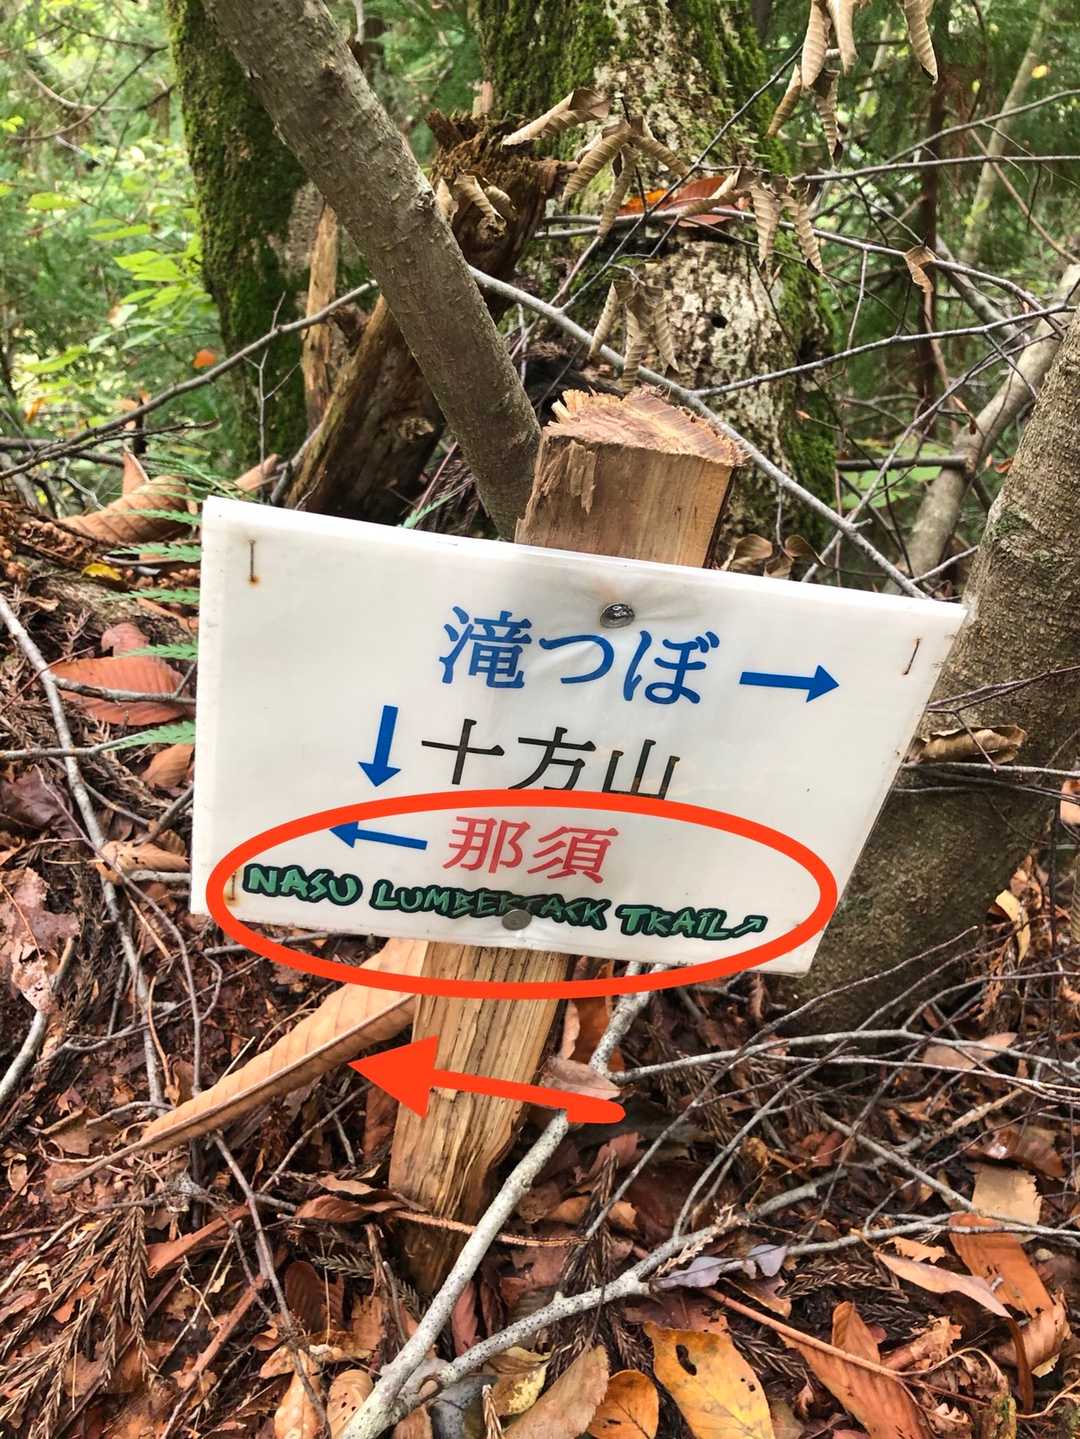 滝つぼ →
↓ 十方山
← 那須
NASU LUMBERJACK TRAIL↗